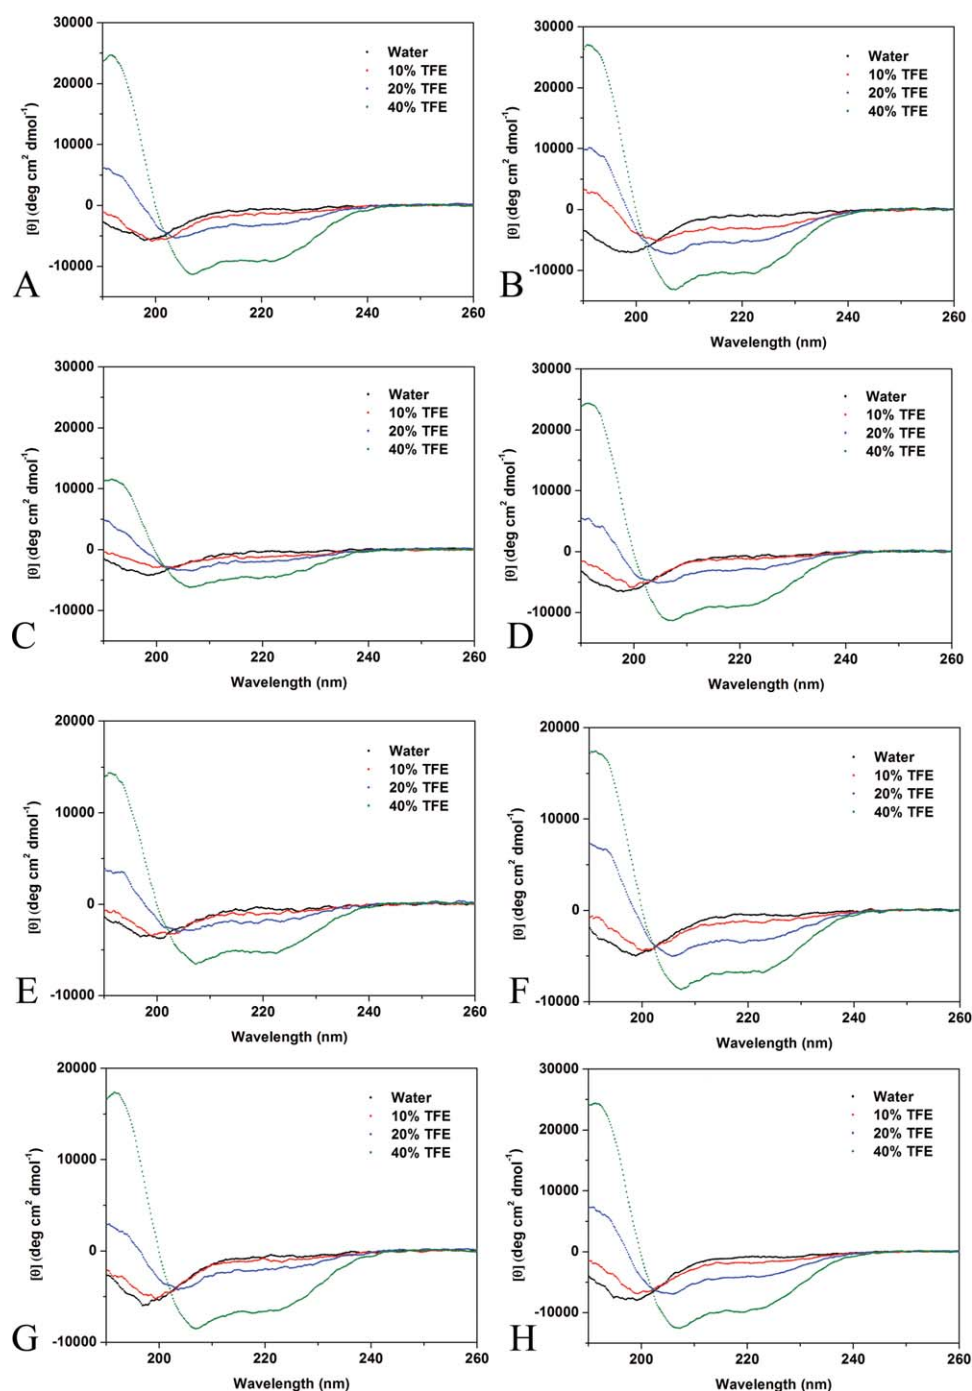 30000
20000
10000
0
-10000
[θ] (deg cm² dmol⁻¹)
Water
10% TFE
20% TFE
40% TFE
A
200 220 240 260
30000
20000
10000
0
-10000
[θ] (deg cm² dmol⁻¹)
Water
10% TFE
20% TFE
40% TFE
B
200 220 240 260
Wavelength (nm)
30000
20000
10000
0
-10000
[θ] (deg cm² dmol⁻¹)
Water
10% TFE
20% TFE
40% TFE
C
200 220 240 260
Wavelength (nm)
30000
20000
10000
0
-10000
[θ] (deg cm² dmol⁻¹)
Water
10% TFE
20% TFE
40% TFE
D
200 220 240 260
Wavelength (nm)
20000
10000
0
-10000
[θ] (deg cm² dmol⁻¹)
Water
10% TFE
20% TFE
40% TFE
E
200 220 240 260
Wavelength (nm)
20000
10000
0
-10000
[θ] (deg cm² dmol⁻¹)
Water
10% TFE
20% TFE
40% TFE
F
200 220 240 260
Wavelength (nm)
20000
10000
0
-10000
[θ] (deg cm² dmol⁻¹)
Water
10% TFE
20% TFE
40% TFE
G
200 220 240 260
Wavelength (nm)
30000
20000
10000
0
-10000
[θ] (deg cm² dmol⁻¹)
Water
10% TFE
20% TFE
40% TFE
H
200 220 240 260
Wavelength (nm)